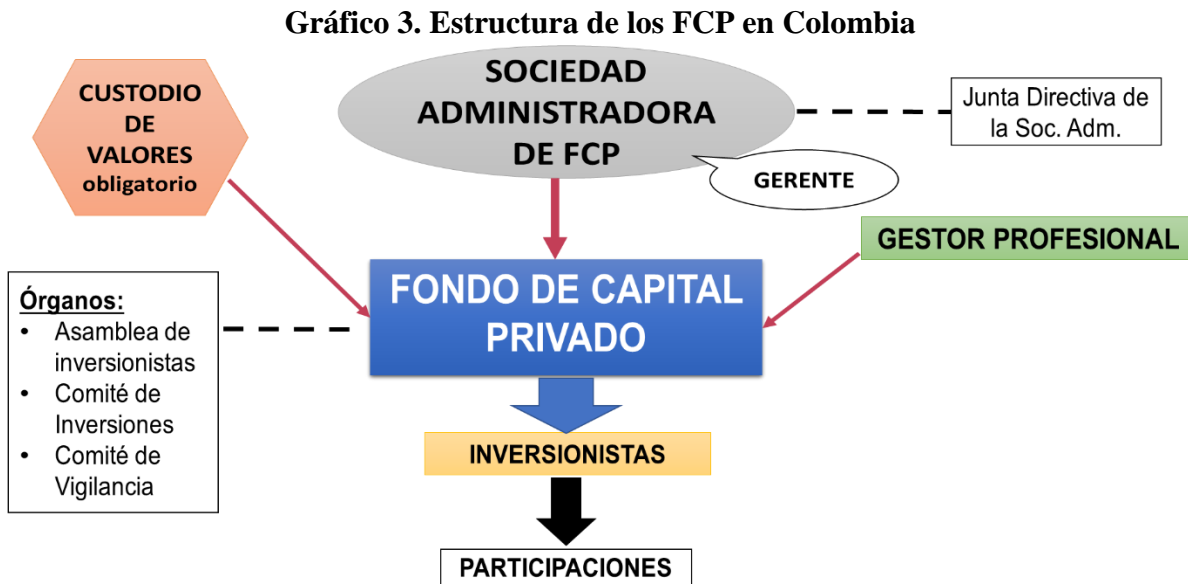 Gráfico 3. Estructura de los FCP en Colombia
CUSTODIO
DE
VALORES
obligatorio
SOCIEDAD
ADMINISTRADORA
DE FCP
Junta Directiva de
la Soc. Adm.
GERENTE
GESTOR PROFESIONAL
FONDO DE CAPITAL
PRIVADO
Órganos:
• Asamblea de
inversionistas
• Comité de
Inversiones
• Comité de
Vigilancia
INVERSIONISTAS
PARTICIPACIONES